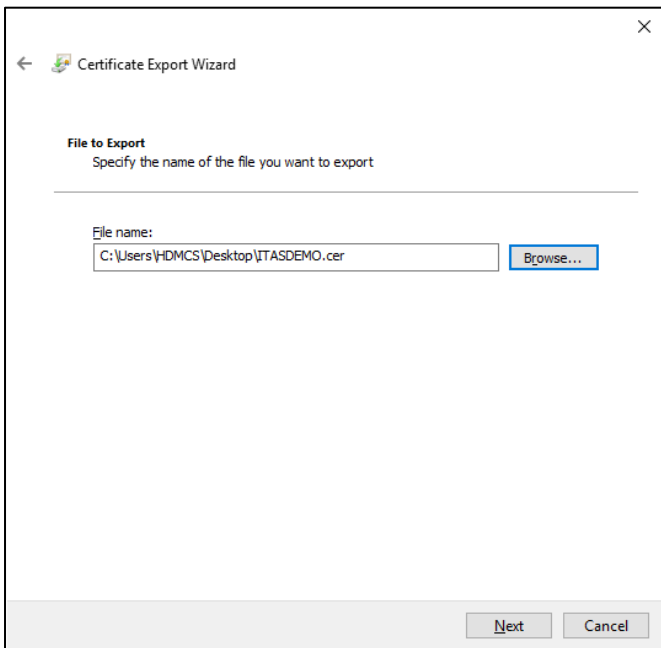 Certificate Export Wizard
File to Export
Specify the name of the file you want to export
File name:
C:\Users\HDMCS\Desktop\ITASDEMO.cer
Browse...
Next
Cancel